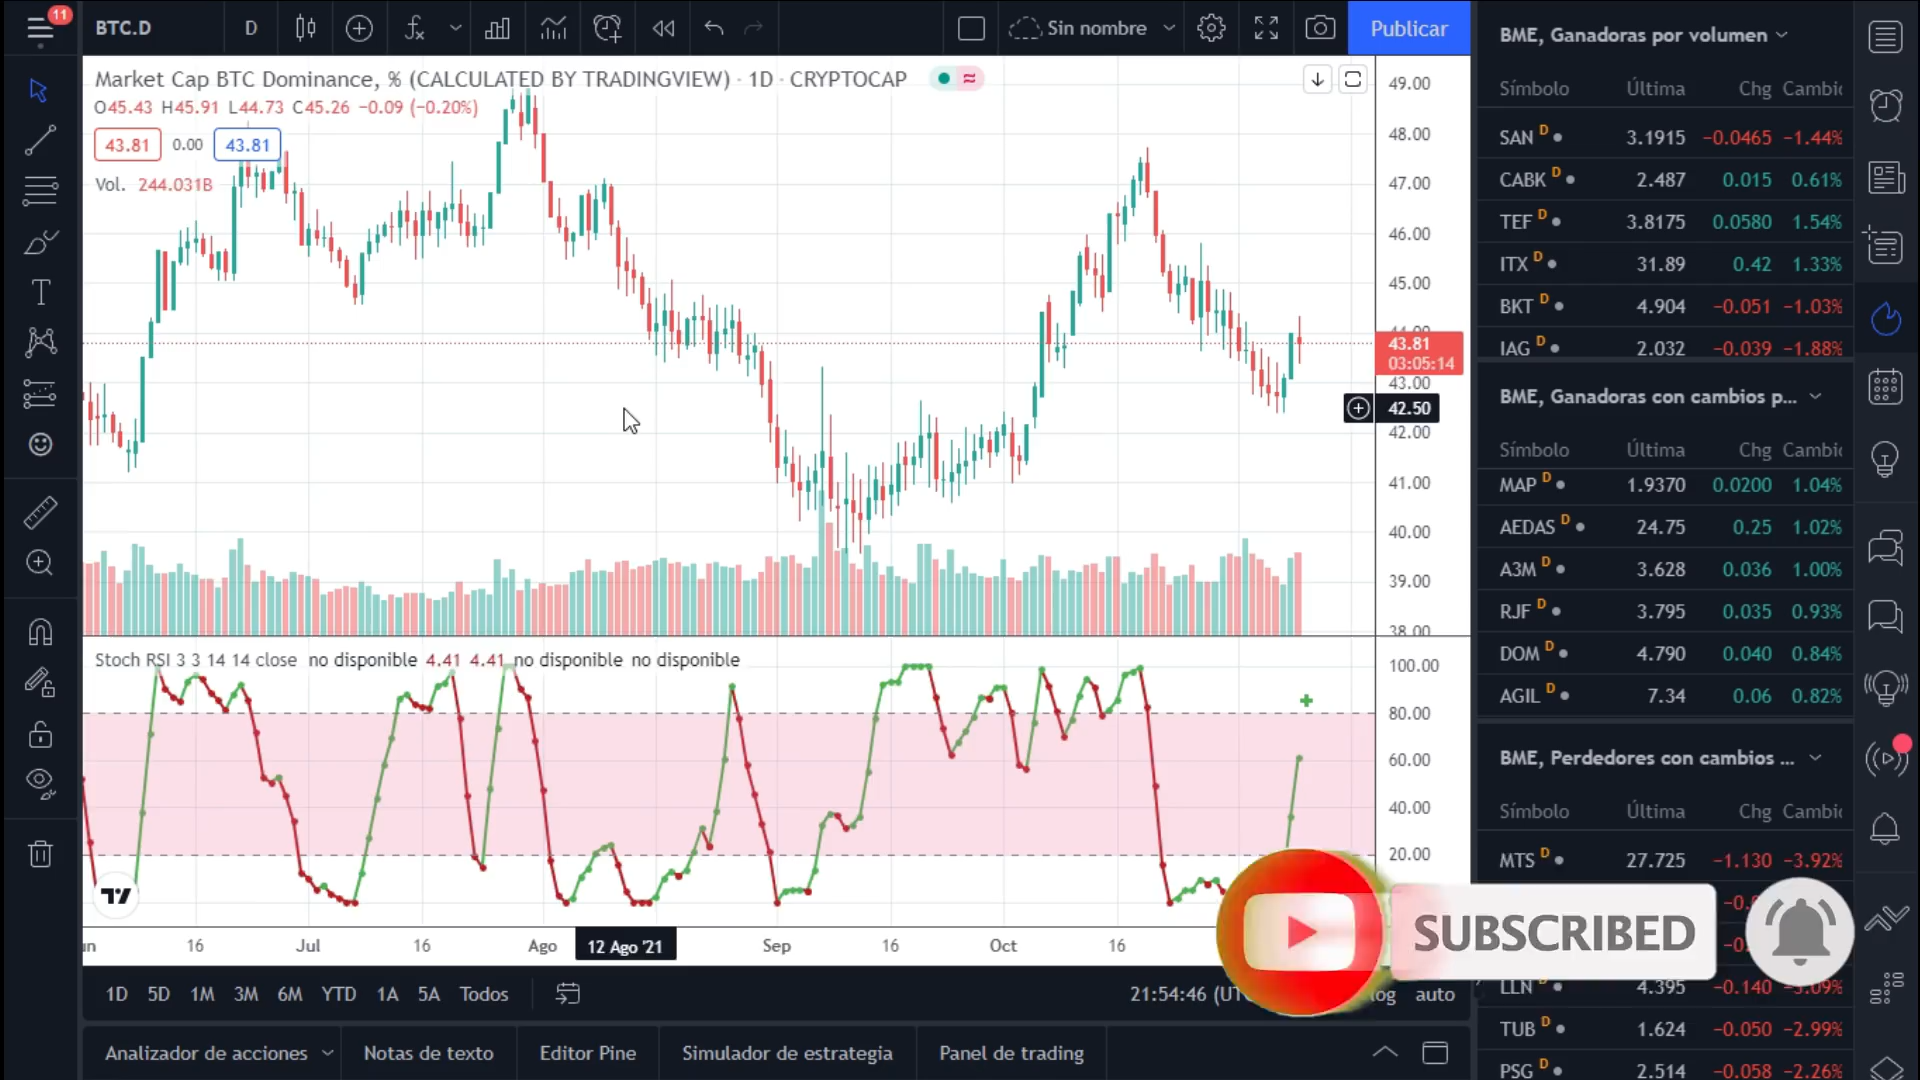 11
BTC.D
D
Sin nombre
Publicar
Market Cap BTC Dominance, % (CALCULATED BY TRADINGVIEW) · 1D · CRYPTOCAP
O45.43 H45.91 L44.73 C45.26 −0.09 (−0.20%)
43.81 0.00 43.81
Vol. 244.031B
49.00
48.00
47.00
46.00
45.00
44.00
43.81
03:05:14
43.00
42.50
42.00
41.00
40.00
39.00
38.00
Stoch RSI 3 3 14 14 close no disponible 4.41 4.41 no disponible no disponible
100.00
80.00
60.00
40.00
20.00
16 Jul 16 Ago 12 Ago '21 Sep 16 Oct 16
1D 5D 1M 3M 6M YTD 1A 5A Todos
21:54:46 (UT
log auto
Analizador de acciones Notas de texto Editor Pine Simulador de estrategia Panel de trading
BME, Ganadoras por volumen
Símbolo Última Chg Cambio
SAN D 3.1915 −0.0465 −1.44%
CABK D 2.487 0.015 0.61%
TEF D 3.8175 0.0580 1.54%
ITX D 31.89 0.42 1.33%
BKT D 4.904 −0.051 −1.03%
IAG D 2.032 −0.039 −1.88%
BME, Ganadoras con cambios p...
Símbolo Última Chg Cambio
MAP D 1.9370 0.0200 1.04%
AEDAS D 24.75 0.25 1.02%
A3M D 3.628 0.036 1.00%
RJF D 3.795 0.035 0.93%
DOM D 4.790 0.040 0.84%
AGIL D 7.34 0.06 0.82%
BME, Perdedores con cambios ...
Símbolo Última Chg Cambio
MTS D 27.725 −1.130 −3.92%
SUBSCRIBED
LLN D 4.395 −0.140 −3.09%
TUB D 1.624 −0.050 −2.99%
PSG D 2.514 −0.058 −2.26%